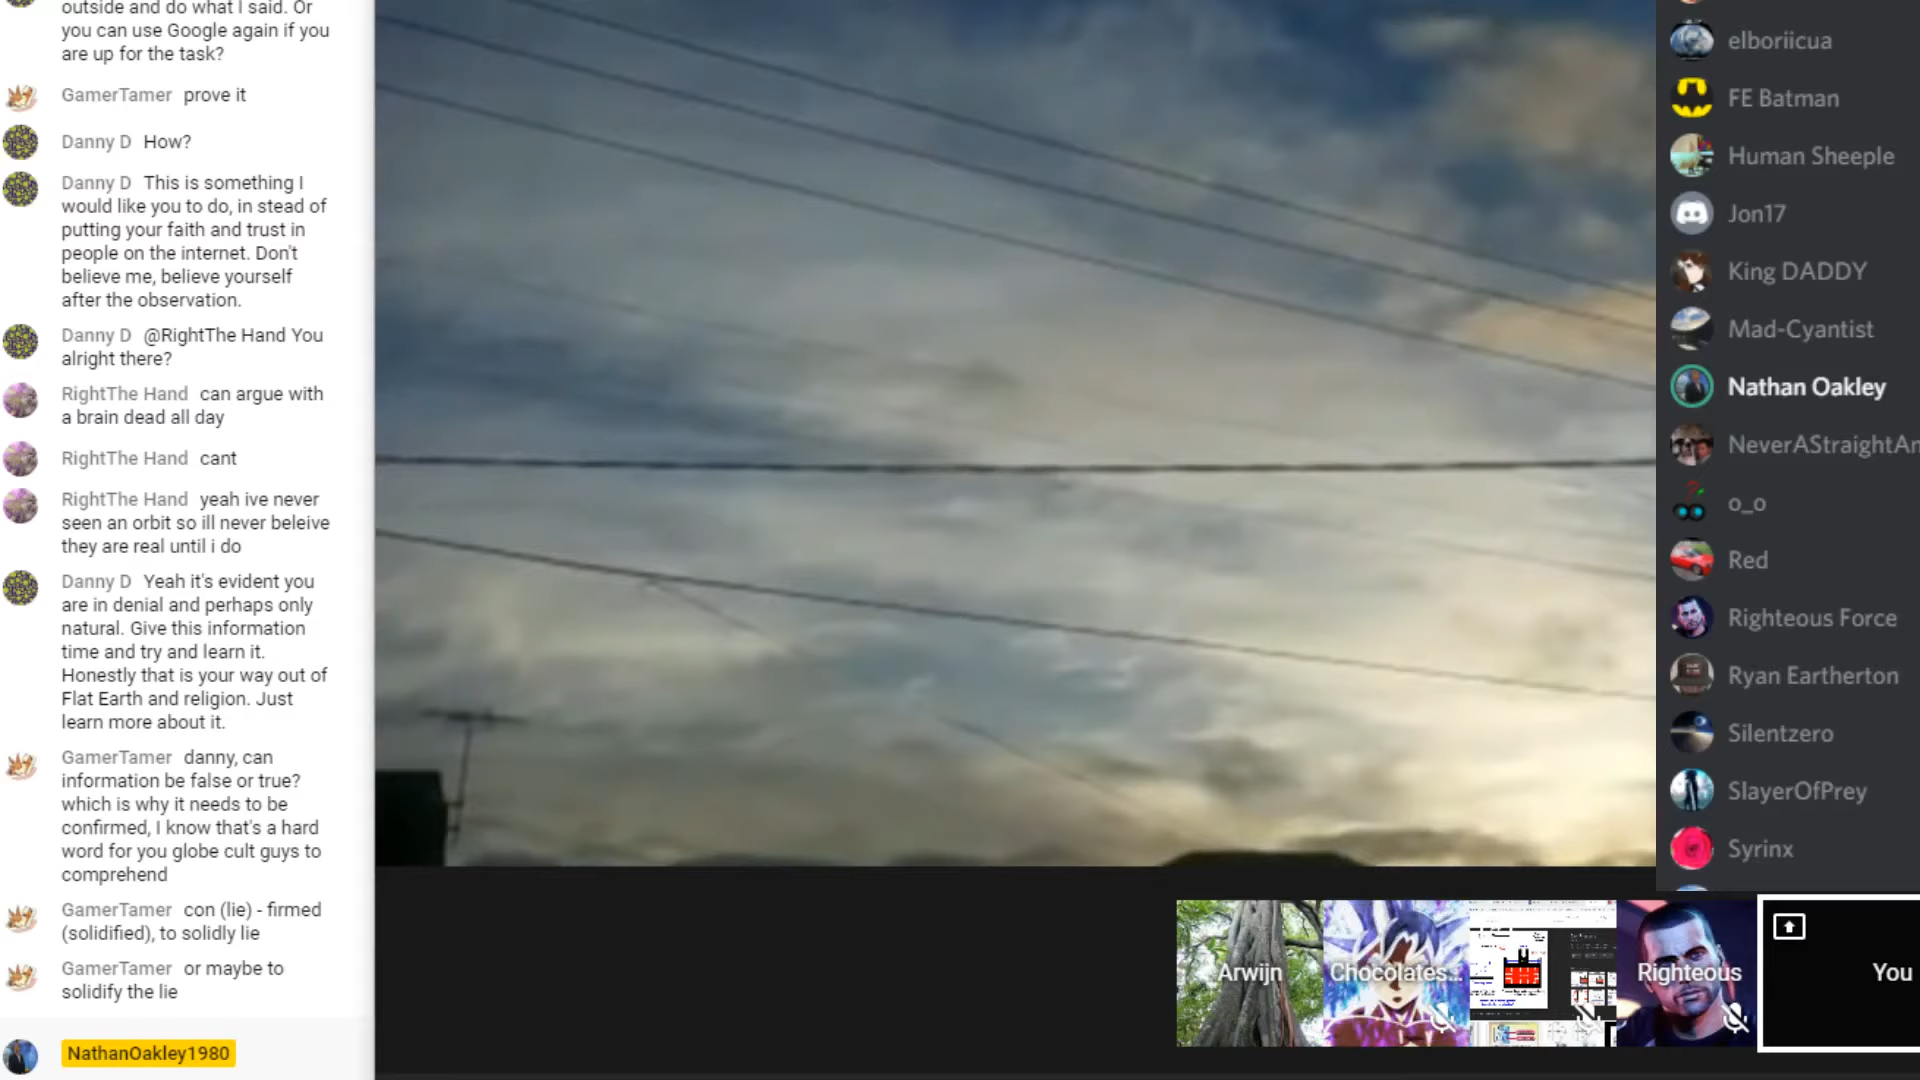 outside and do what I said. Or
you can use Google again if you
are up for the task?
GamerTamer prove it
Danny D How?
Danny D This is something I
would like you to do, in stead of
putting your faith and trust in
people on the internet. Don't
believe me, believe yourself
after the observation.
Danny D @RightThe Hand You
alright there?
RightThe Hand can argue with
a brain dead all day
RightThe Hand cant
RightThe Hand yeah ive never
seen an orbit so ill never beleive
they are real until i do
Danny D Yeah it's evident you
are in denial and perhaps only
natural. Give this information
time and try and learn it.
Honestly that is your way out of
Flat Earth and religion. Just
learn more about it.
GamerTamer danny, can
information be false or true?
which is why it needs to be
confirmed, I know that's a hard
word for you globe cult guys to
comprehend
GamerTamer con (lie) - firmed
(solidified), to solidly lie
GamerTamer or maybe to
solidify the lie
NathanOakley1980
elboriicua
FE Batman
Human Sheeple
Jon17
King DADDY
Mad-Cyantist
Nathan Oakley
NeverAStraightAn
o_o
Red
Righteous Force
Ryan Eartherton
Silentzero
SlayerOfPrey
Syrinx
Arwijn
Chocolates...
Righteous
You